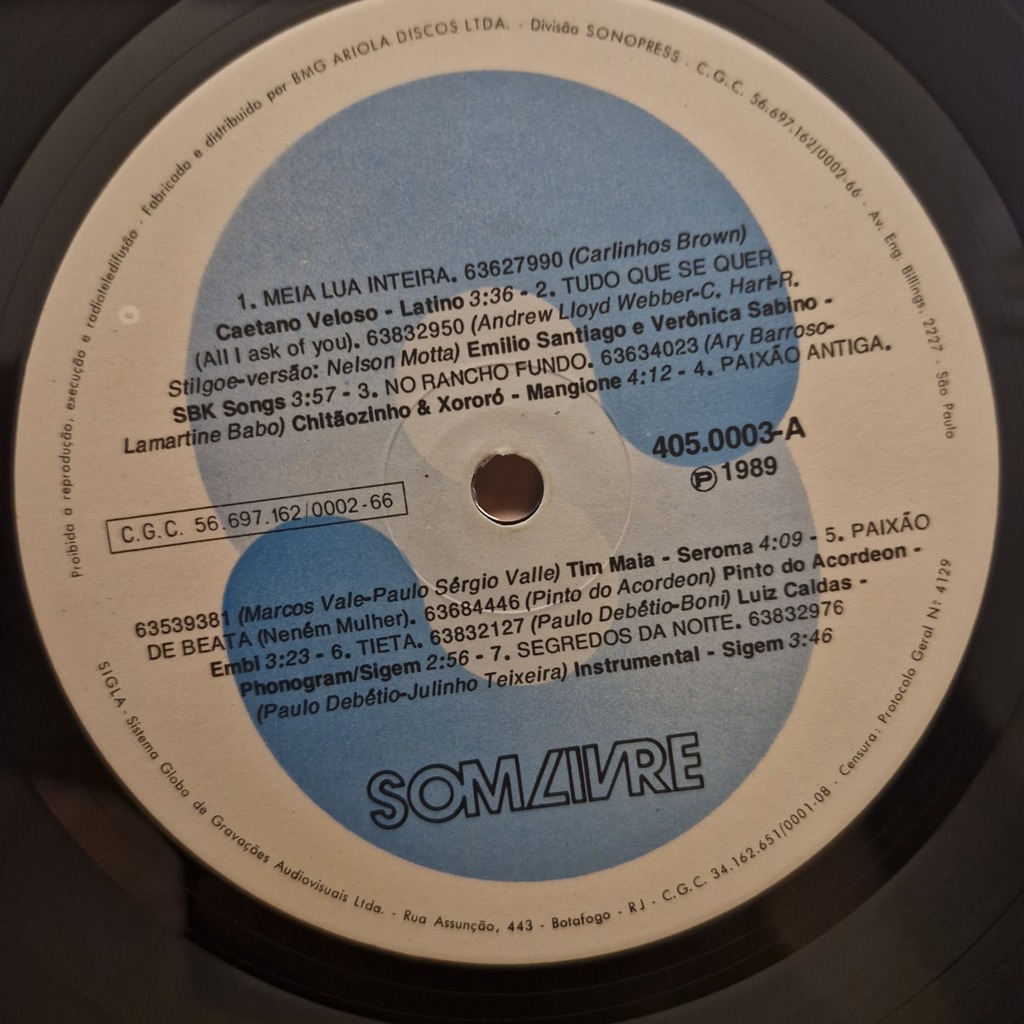 Proibida a reprodução, execução e radioteledifusão · Fabricado e distribuido por BMG ARIOLA DISCOS LTDA. · Divisão SONOPRESS · C.G.C. 56.697.162/0002-66 · Av. Eng. Billings, 2227 · São Paulo
1. MEIA LUA INTEIRA. 63627990 (Carlinhos Brown)
Caetano Veloso - Latino 3:36 - 2. TUDO QUE SE QUER
(All I ask of you). 63832950 (Andrew Lloyd Webber-C. Hart-R.
Stilgoe-versão: Nelson Motta) Emilio Santiago e Verônica Sabino -
SBK Songs 3:57 - 3. NO RANCHO FUNDO. 63634023 (Ary Barroso-
Lamartine Babo) Chitãozinho & Xororó - Mangione 4:12 - 4. PAIXÃO ANTIGA.
405.0003-A
Ⓟ 1989
C.G.C. 56.697.162/0002-66
63539381 (Marcos Vale-Paulo Sérgio Valle) Tim Maia - Seroma 4:09 - 5. PAIXÃO
DE BEATA (Neném Mulher). 63684446 (Pinto do Acordeon) Pinto do Acordeon -
Embi 3:23 - 6. TIETA. 63832127 (Paulo Debétio-Boni) Luiz Caldas -
Phonogram/Sigem 2:56 - 7. SEGREDOS DA NOITE. 63832976
(Paulo Debétio-Julinho Teixeira) Instrumental - Sigem 3:46
SOM LIVRE
SIGLA - Sistema Globo de Gravações Audiovisuais Ltda. - Rua Assunção, 443 - Botafogo - RJ - C.G.C. 34.162.651/0001-08 - Censura: Protocolo Geral Nº 4129